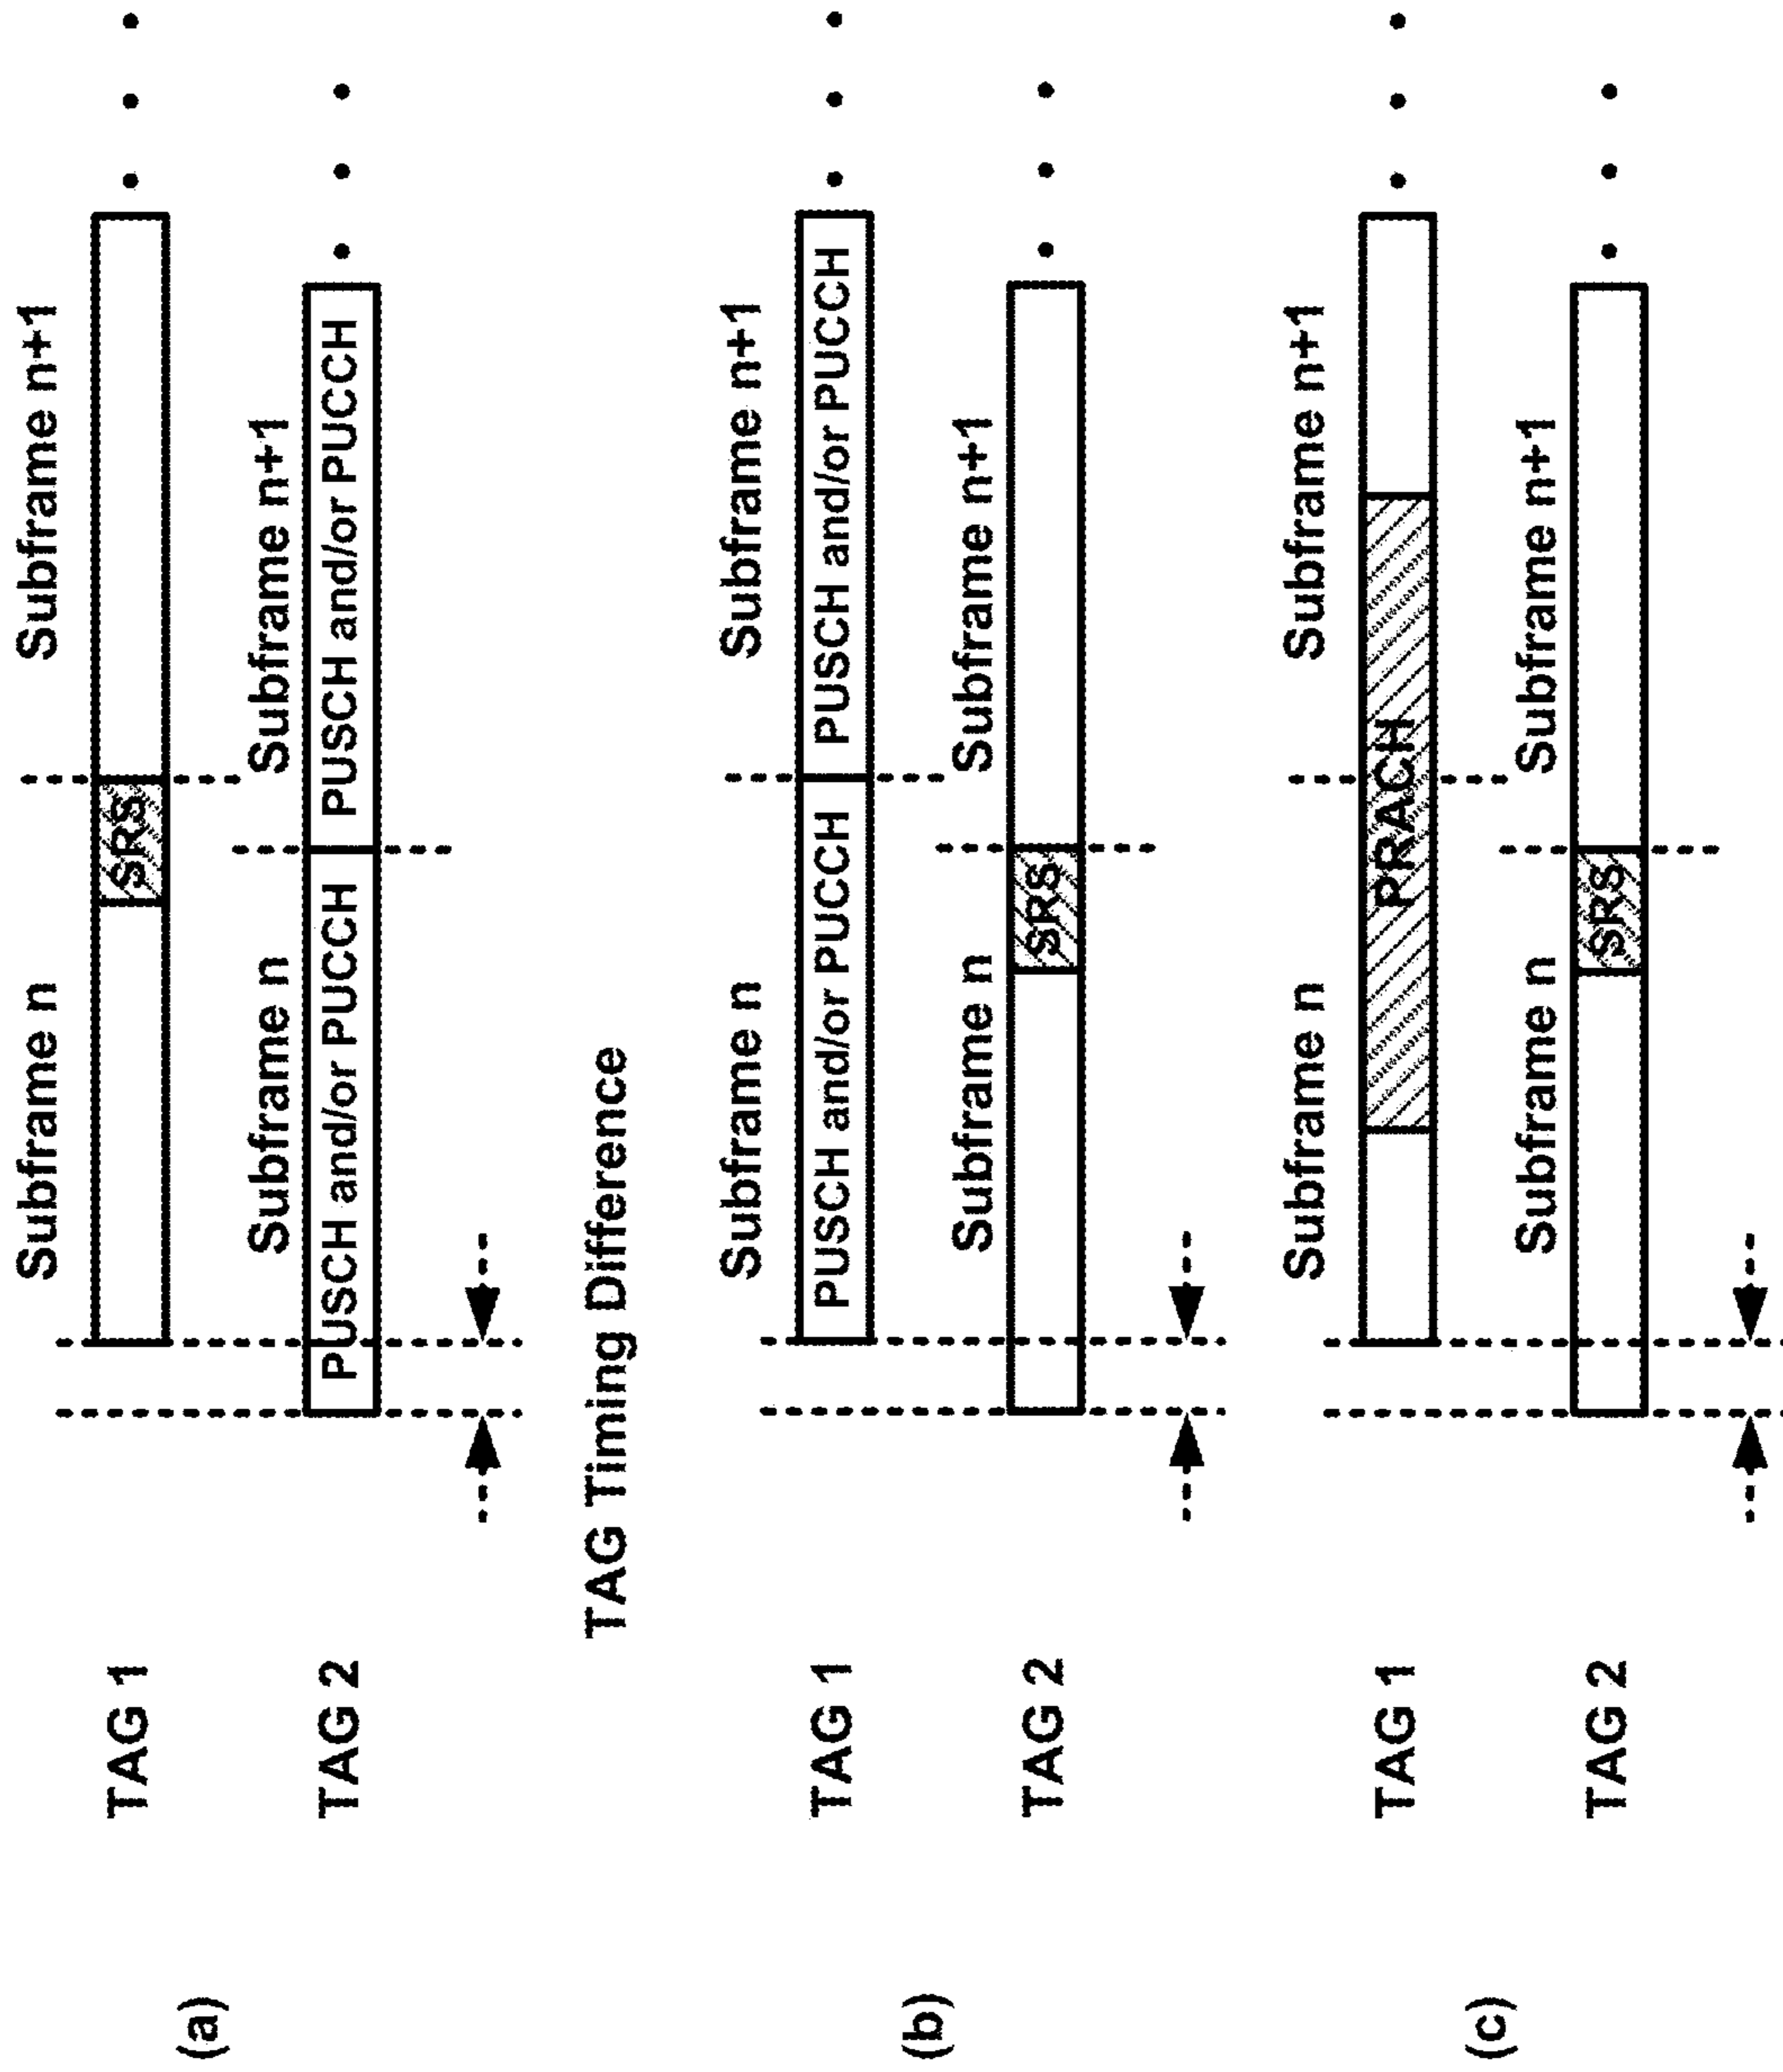 (a)
Subframe n Subframe n+1
TAG 1 SRS
Subframe n Subframe n+1
TAG 2 PUSCH and/or PUCCH PUSCH and/or PUCCH
TAG Timing Difference
(b)
Subframe n Subframe n+1
TAG 1 PUSCH and/or PUCCH PUSCH and/or PUCCH
Subframe n Subframe n+1
TAG 2 SRS
(c)
Subframe n Subframe n+1
TAG 1 PRACH
Subframe n Subframe n+1
TAG 2 SRS